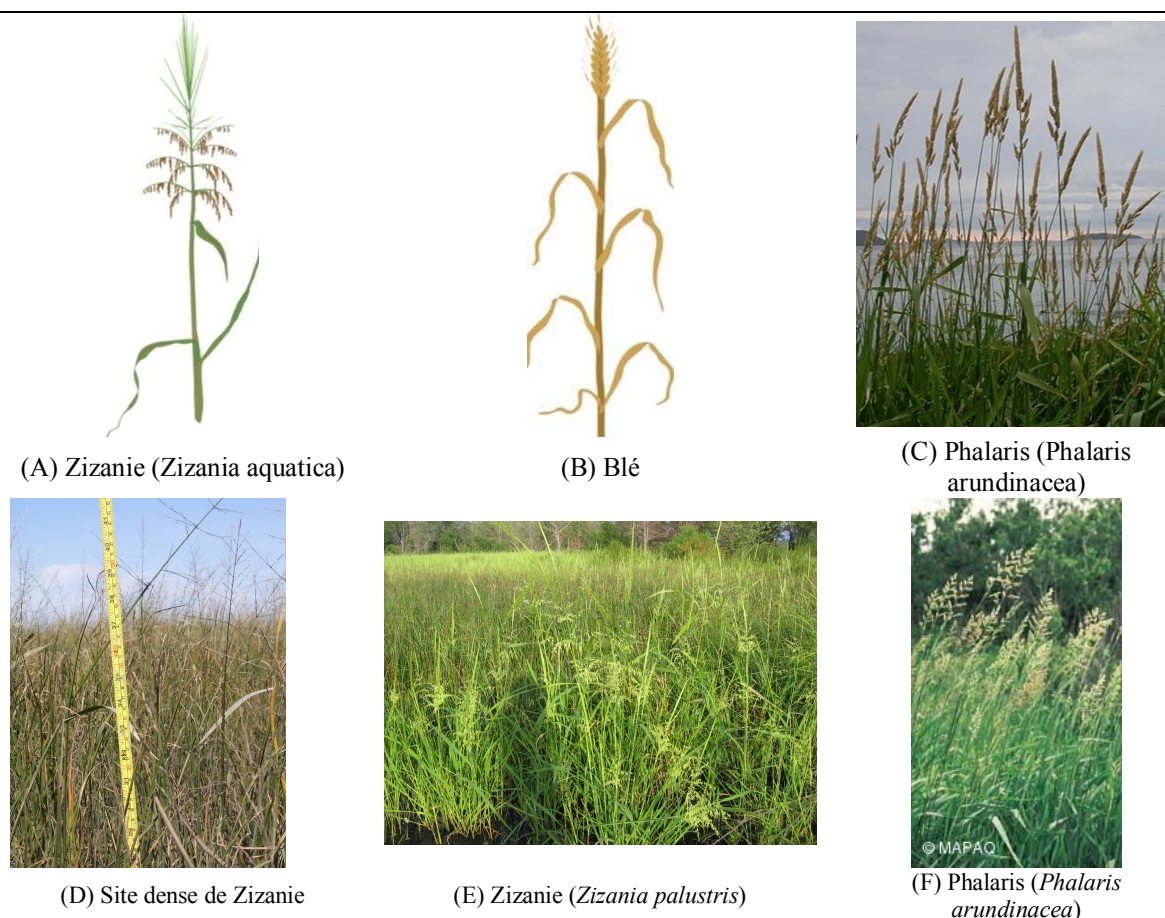 (A) Zizanie (Zizania aquatica)
(B) Blé
(C) Phalaris (Phalaris
arundinacea)
(D) Site dense de Zizanie
(E) Zizanie (Zizania palustris)
© MAPAQ
(F) Phalaris (Phalaris
arundinacea)